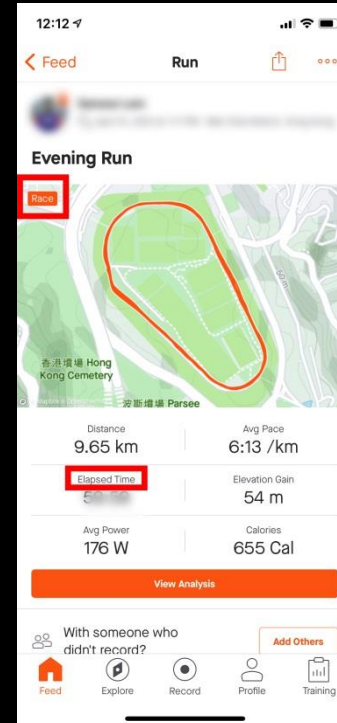 12:12
Feed
Run
Evening Run
Race
60 m
香港墳場 Hong
Kong Cemetery
波斯墳場 Parsee
Distance
Avg Pace
9.65 km
6:13 /km
Elapsed Time
Elevation Gain
54 m
Avg Power
Calories
176 W
655 Cal
View Analysis
With someone who
didn't record?
Add Others
Feed
Explore
Record
Profile
Training